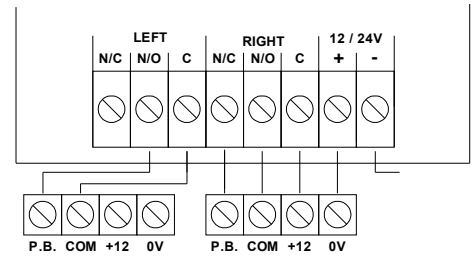 LEFT RIGHT 12 / 24V
N/C N/O C N/C N/O C + -
P.B. COM +12 0V P.B. COM +12 0V